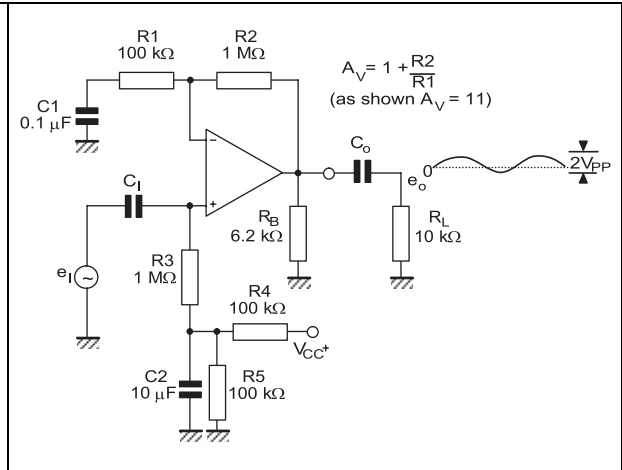 R1
100 kΩ
R2
1 MΩ
A_V = 1 + R2/R1
(as shown A_V = 11)
C1
0.1 μF
C_I
−
+
C_o
e_o
0
2V_PP
R_B
6.2 kΩ
R_L
10 kΩ
e_I
~
R3
1 MΩ
R4
100 kΩ
V_CC+
C2
10 μF
R5
100 kΩ